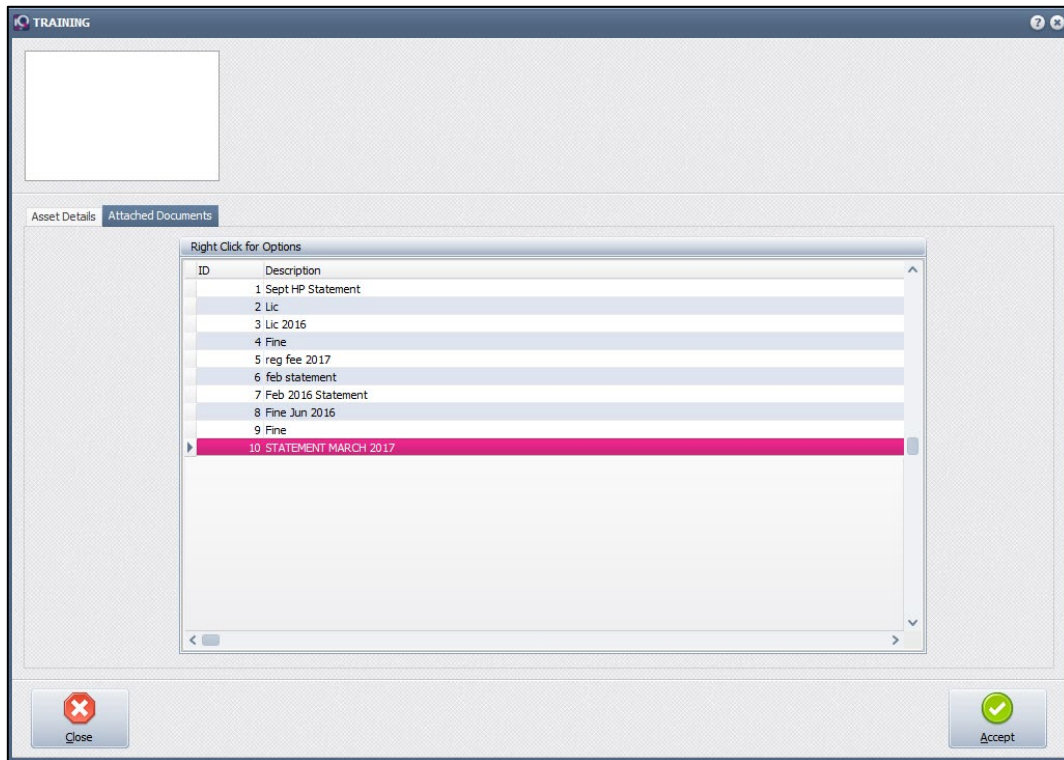 TRAINING
Asset Details Attached Documents
Right Click for Options
ID Description
1 Sept HP Statement
2 Lic
3 Lic 2016
4 Fine
5 reg fee 2017
6 feb statement
7 Feb 2016 Statement
8 Fine Jun 2016
9 Fine
10 STATEMENT MARCH 2017
Close Accept